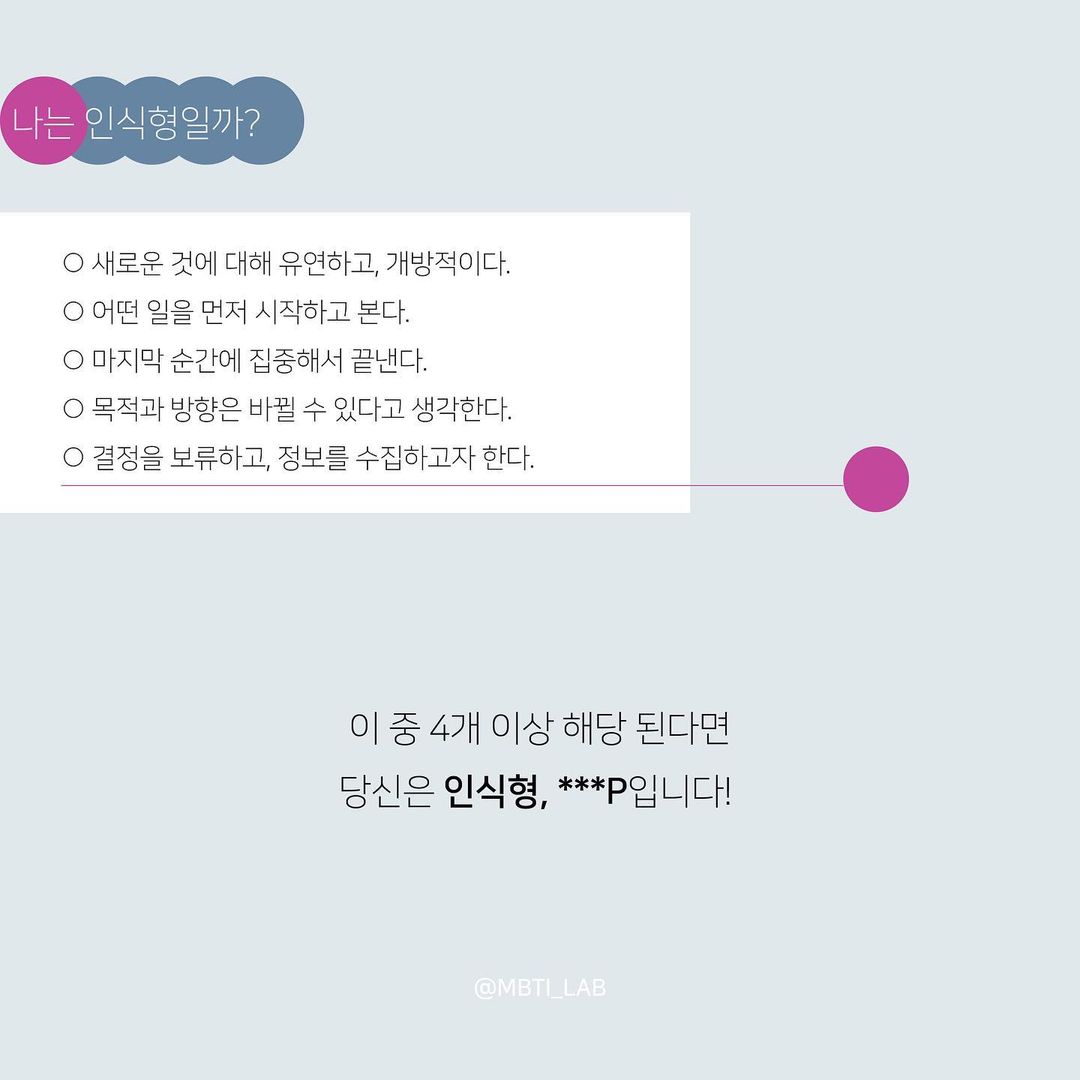 나는 인식형일까?
○ 새로운 것에 대해 유연하고, 개방적이다.
○ 어떤 일을 먼저 시작하고 본다.
○ 마지막 순간에 집중해서 끝낸다.
○ 목적과 방향은 바뀔 수 있다고 생각한다.
○ 결정을 보류하고, 정보를 수집하고자 한다.
이 중 4개 이상 해당 된다면
당신은 인식형, ***P입니다!
@MBTI_LAB